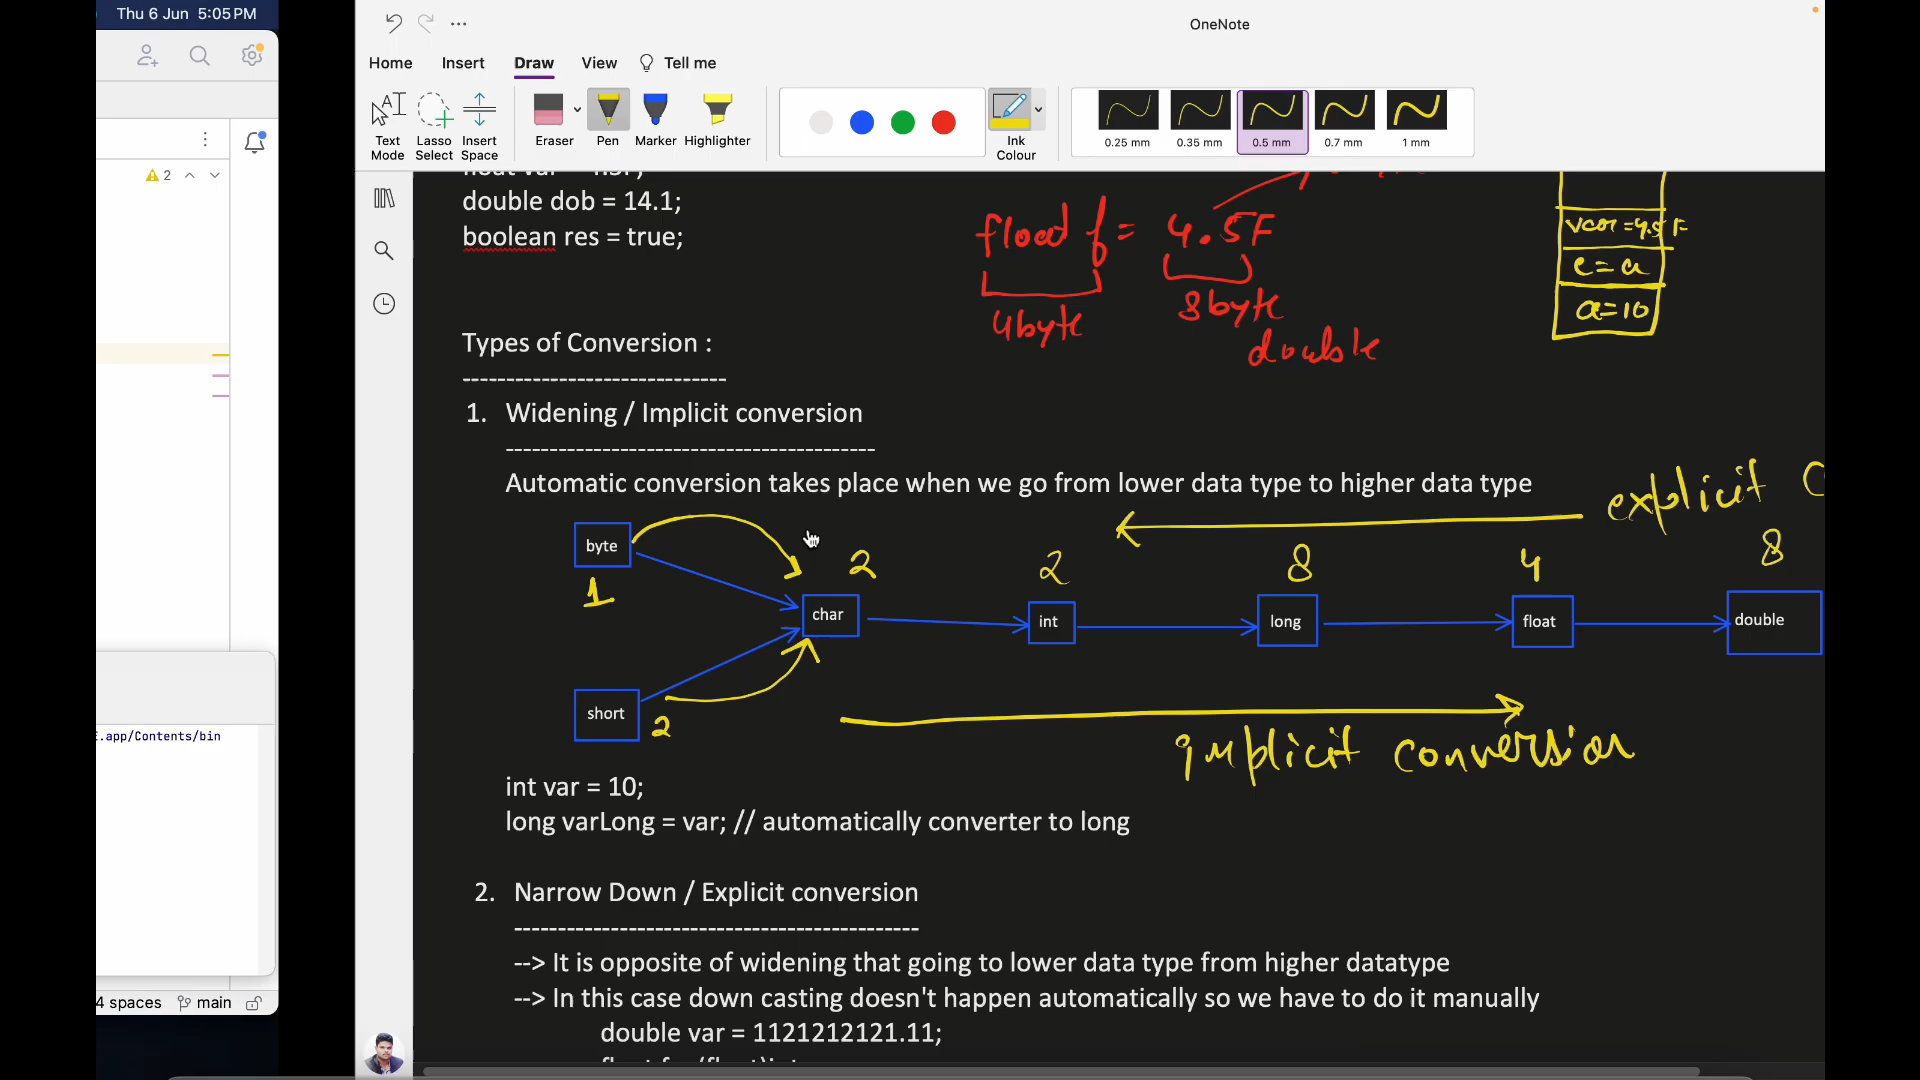 Thu 6 Jun 5:05 PM
OneNote
Home Insert Draw View Tell me
Text Mode
Lasso Select
Insert Space
Eraser
Pen
Marker
Highlighter
Ink Colour
0.25 mm
0.35 mm
0.5 mm
0.7 mm
1 mm
2
double dob = 14.1;
boolean res = true;
float f = 4.5F
4byte
8byte
double
var = 4.5F
c = a
a = 10
Types of Conversion :
------------------------------
1. Widening / Implicit conversion
------------------------------------------
Automatic conversion takes place when we go from lower data type to higher data type
explicit C
byte
1
char
2
int
2
long
8
float
4
double
8
short
2
implicit conversion
.app/Contents/bin
int var = 10;
long varLong = var; // automatically converter to long
2. Narrow Down / Explicit conversion
----------------------------------------------
--> It is opposite of widening that going to lower data type from higher datatype
--> In this case down casting doesn't happen automatically so we have to do it manually
double var = 1121212121.11;
4 spaces main